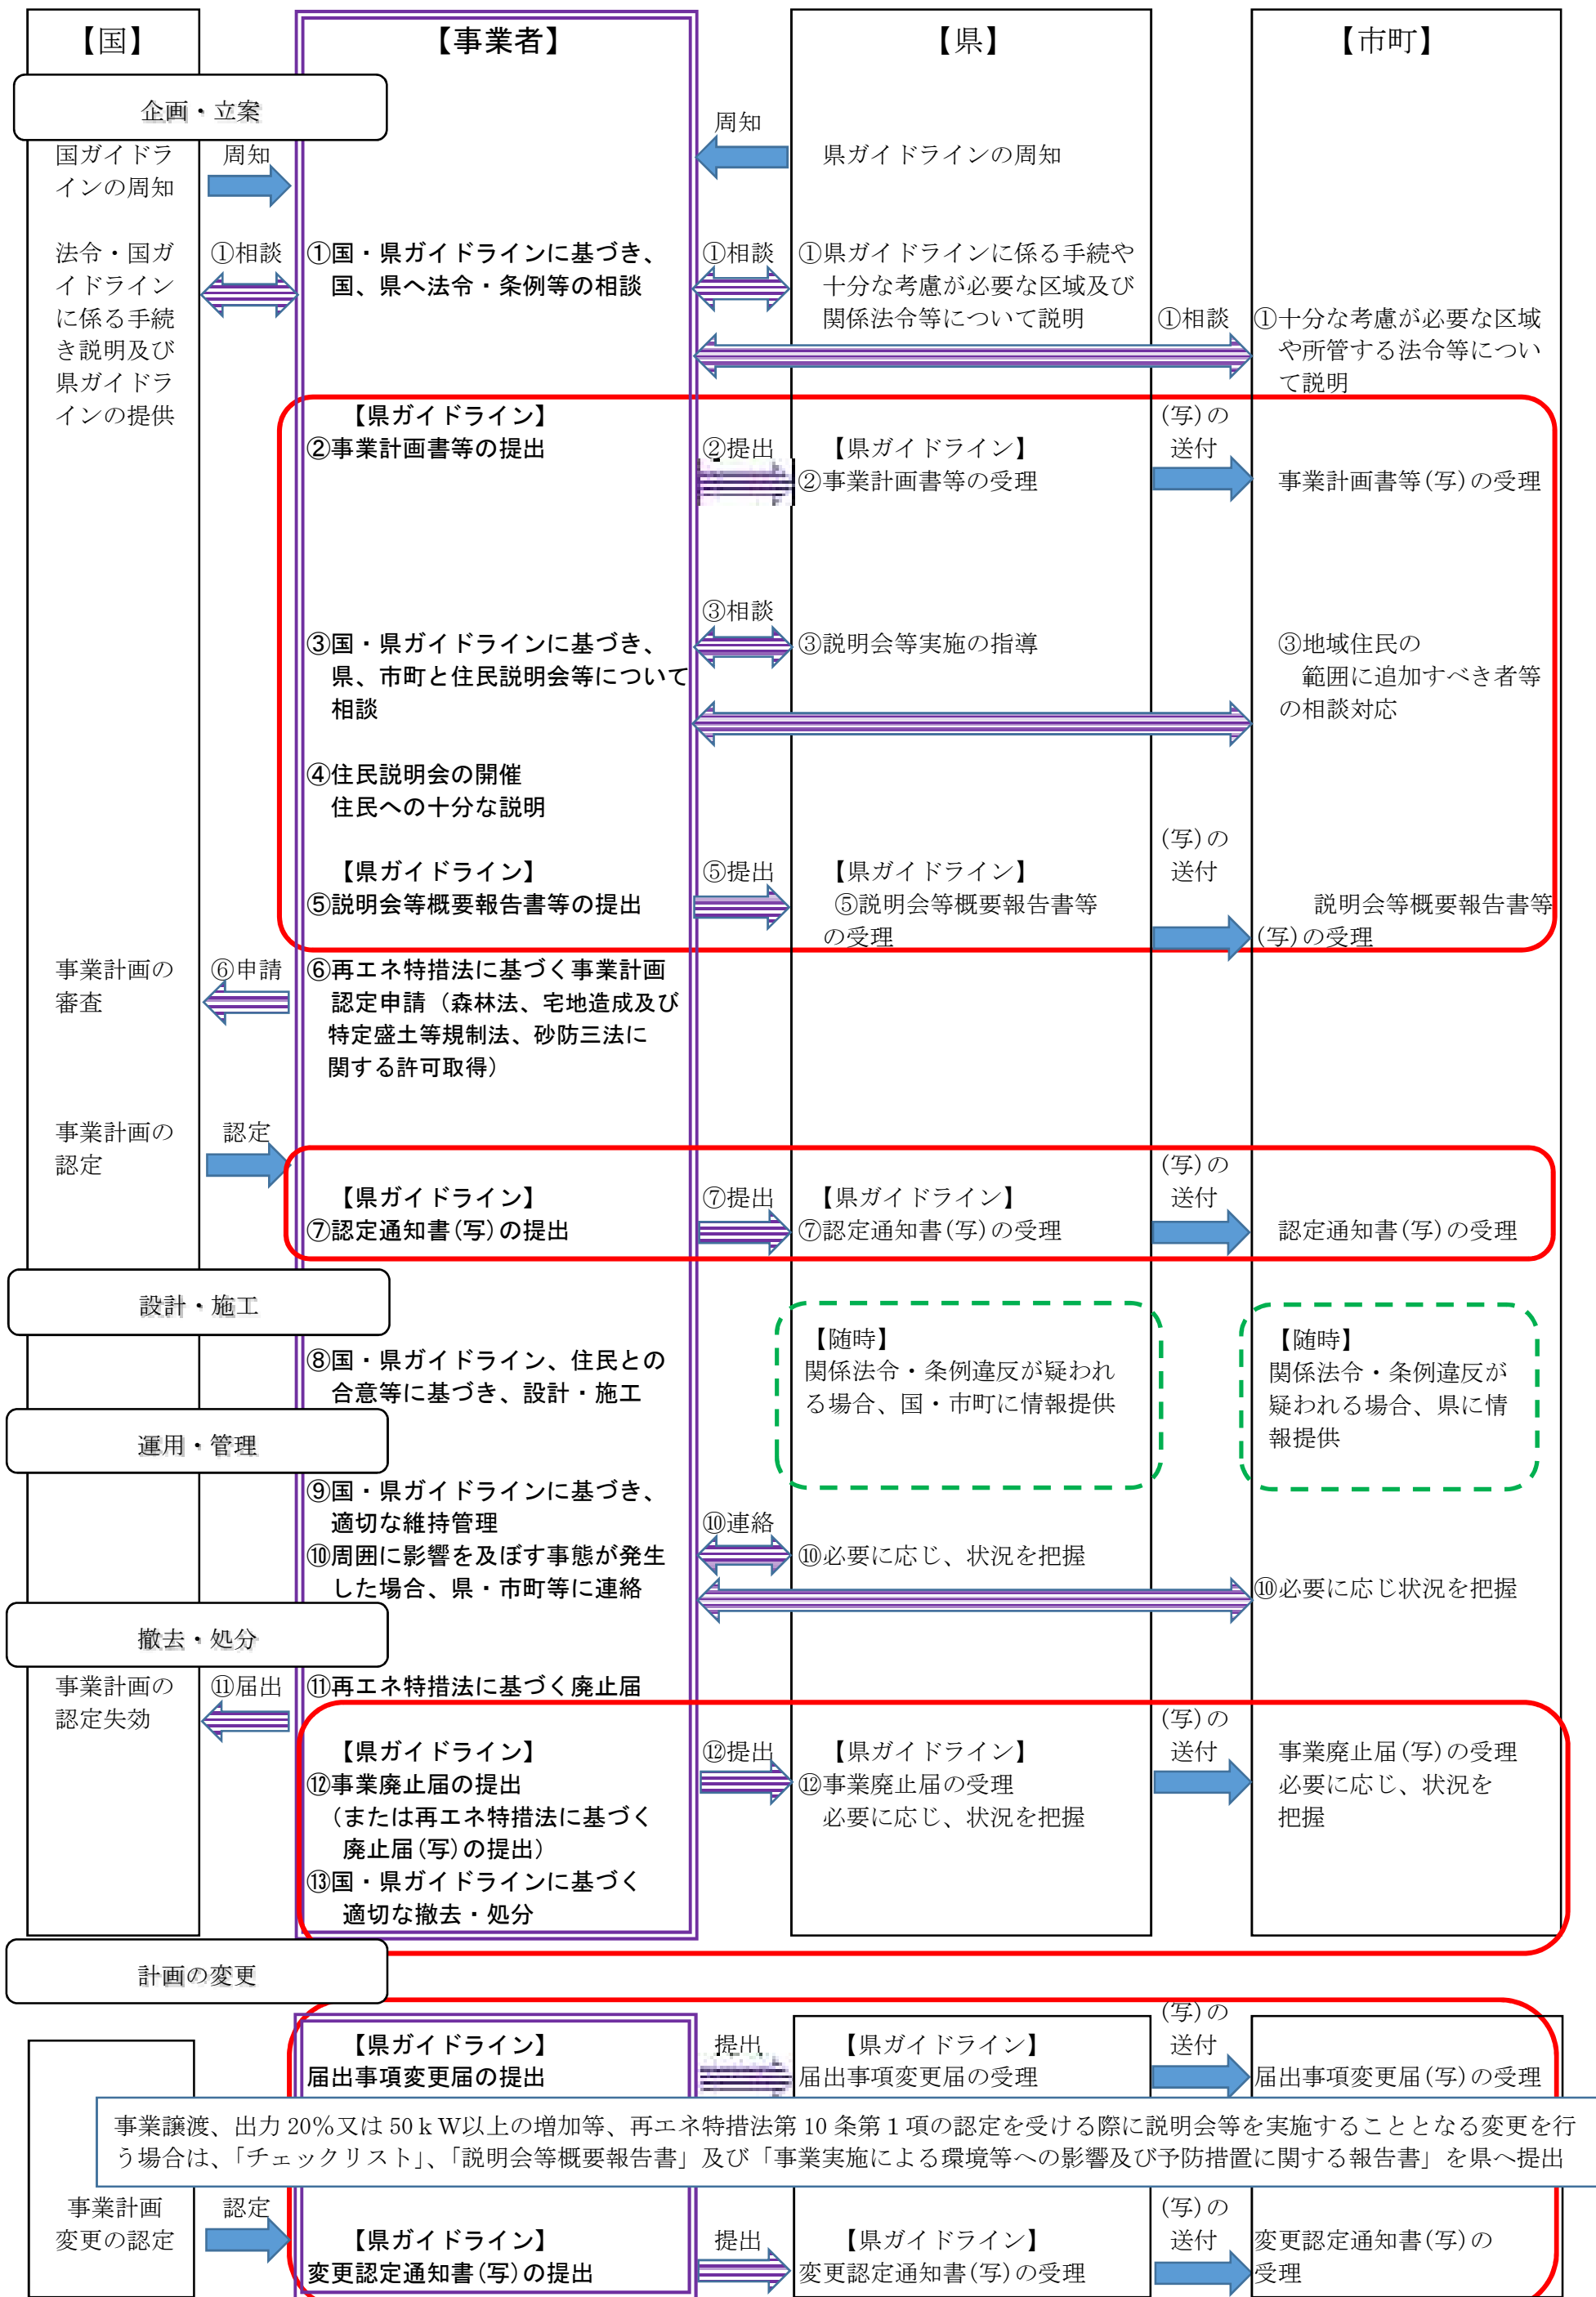 【国】
【事業者】
【県】
【市町】
企画・立案
国ガイドラ
インの周知
周知
周知
県ガイドラインの周知
法令・国ガ
イドライン
に係る手続
き説明及び
県ガイドラ
インの提供
①相談
①国・県ガイドラインに基づき、
国、県へ法令・条例等の相談
①相談
①県ガイドラインに係る手続や
十分な考慮が必要な区域及び
関係法令等について説明
①相談
①十分な考慮が必要な区域
や所管する法令等につい
て説明
【県ガイドライン】
②事業計画書等の提出
②提出
【県ガイドライン】
②事業計画書等の受理
(写)の
送付
事業計画書等(写)の受理
③国・県ガイドラインに基づき、
県、市町と住民説明会等について
相談
③相談
③説明会等実施の指導
③地域住民の
範囲に追加すべき者等
の相談対応
④住民説明会の開催
住民への十分な説明
【県ガイドライン】
⑤説明会等概要報告書等の提出
⑤提出
【県ガイドライン】
⑤説明会等概要報告書等
の受理
(写)の
送付
説明会等概要報告書等
(写)の受理
事業計画の
審査
⑥申請
⑥再エネ特措法に基づく事業計画
認定申請（森林法、宅地造成及び
特定盛土等規制法、砂防三法に
関する許可取得）
事業計画の
認定
認定
【県ガイドライン】
⑦認定通知書(写)の提出
⑦提出
【県ガイドライン】
⑦認定通知書(写)の受理
(写)の
送付
認定通知書(写)の受理
設計・施工
⑧国・県ガイドライン、住民との
合意等に基づき、設計・施工
【随時】
関係法令・条例違反が疑われ
る場合、国・市町に情報提供
【随時】
関係法令・条例違反が
疑われる場合、県に情
報提供
運用・管理
⑨国・県ガイドラインに基づき、
適切な維持管理
⑩周囲に影響を及ぼす事態が発生
した場合、県・市町等に連絡
⑩連絡
⑩必要に応じ、状況を把握
⑩必要に応じ状況を把握
撤去・処分
事業計画の
認定失効
⑪届出
⑪再エネ特措法に基づく廃止届
【県ガイドライン】
⑫事業廃止届の提出
（または再エネ特措法に基づく
廃止届(写)の提出）
⑬国・県ガイドラインに基づく
適切な撤去・処分
⑫提出
【県ガイドライン】
⑫事業廃止届の受理
必要に応じ、状況を把握
(写)の
送付
事業廃止届(写)の受理
必要に応じ、状況を
把握
計画の変更
【県ガイドライン】
届出事項変更届の提出
提出
【県ガイドライン】
届出事項変更届の受理
(写)の
送付
届出事項変更届(写)の受理
事業譲渡、出力 20％又は 50ｋW以上の増加等、再エネ特措法第 10 条第１項の認定を受ける際に説明会等を実施することとなる変更を行
う場合は、「チェックリスト」、「説明会等概要報告書」及び「事業実施による環境等への影響及び予防措置に関する報告書」を県へ提出
事業計画
変更の認定
認定
【県ガイドライン】
変更認定通知書(写)の提出
提出
【県ガイドライン】
変更認定通知書(写)の受理
(写)の
送付
変更認定通知書(写)の
受理